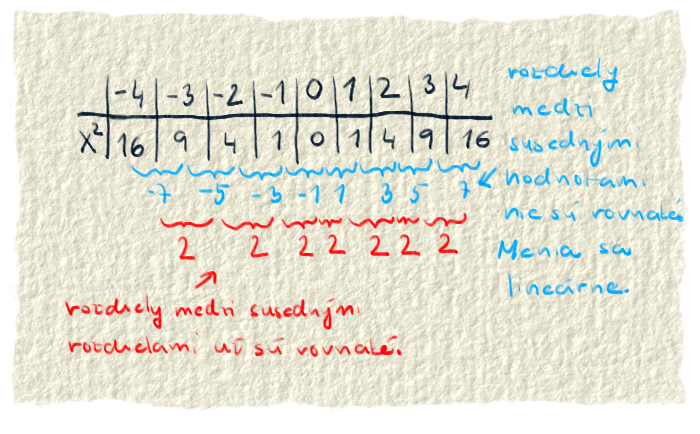 -4 -3 -2 -1 0 1 2 3 4
x² 16 9 4 1 0 1 4 9 16
-7 -5 -3 -1 1 3 5 7
2 2 2 2 2 2 2
rozdiely
medzi
susednými
hodnotami
nie sú rovnaké.
Menia sa
lineárne.
rozdiely medzi susednými
rozdielami už sú rovnaké.